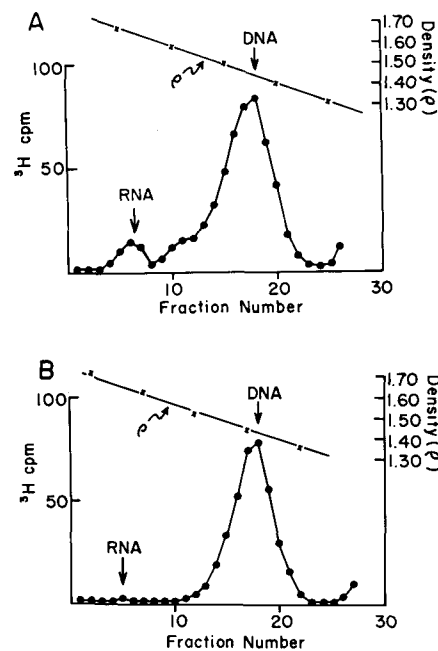 A
DNA
1.70
1.60
1.50
1.40
1.30
Density (ρ)
100
50
³H cpm
ρ
RNA
10
20
30
Fraction Number
B
DNA
1.70
1.60
1.50
1.40
1.30
Density (ρ)
100
50
³H cpm
ρ
RNA
10
20
30
Fraction Number